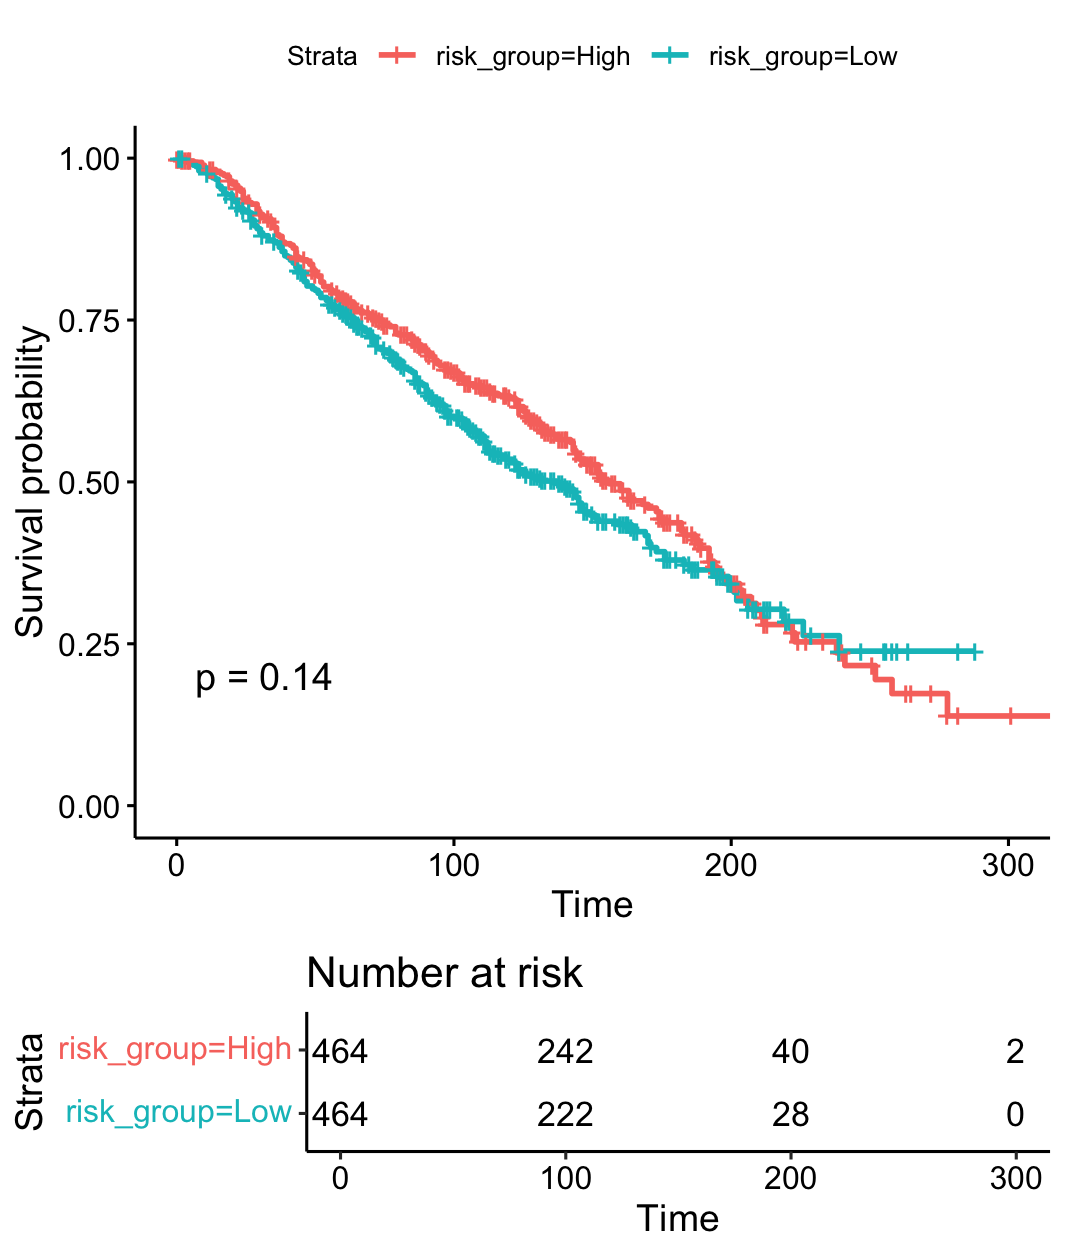 Strata risk_group=High risk_group=Low
Survival probability
1.00
0.75
0.50
0.25
0.00
p = 0.14
0 100 200 300
Time
Number at risk
Strata
risk_group=High 464 242 40 2
risk_group=Low 464 222 28 0
0 100 200 300
Time